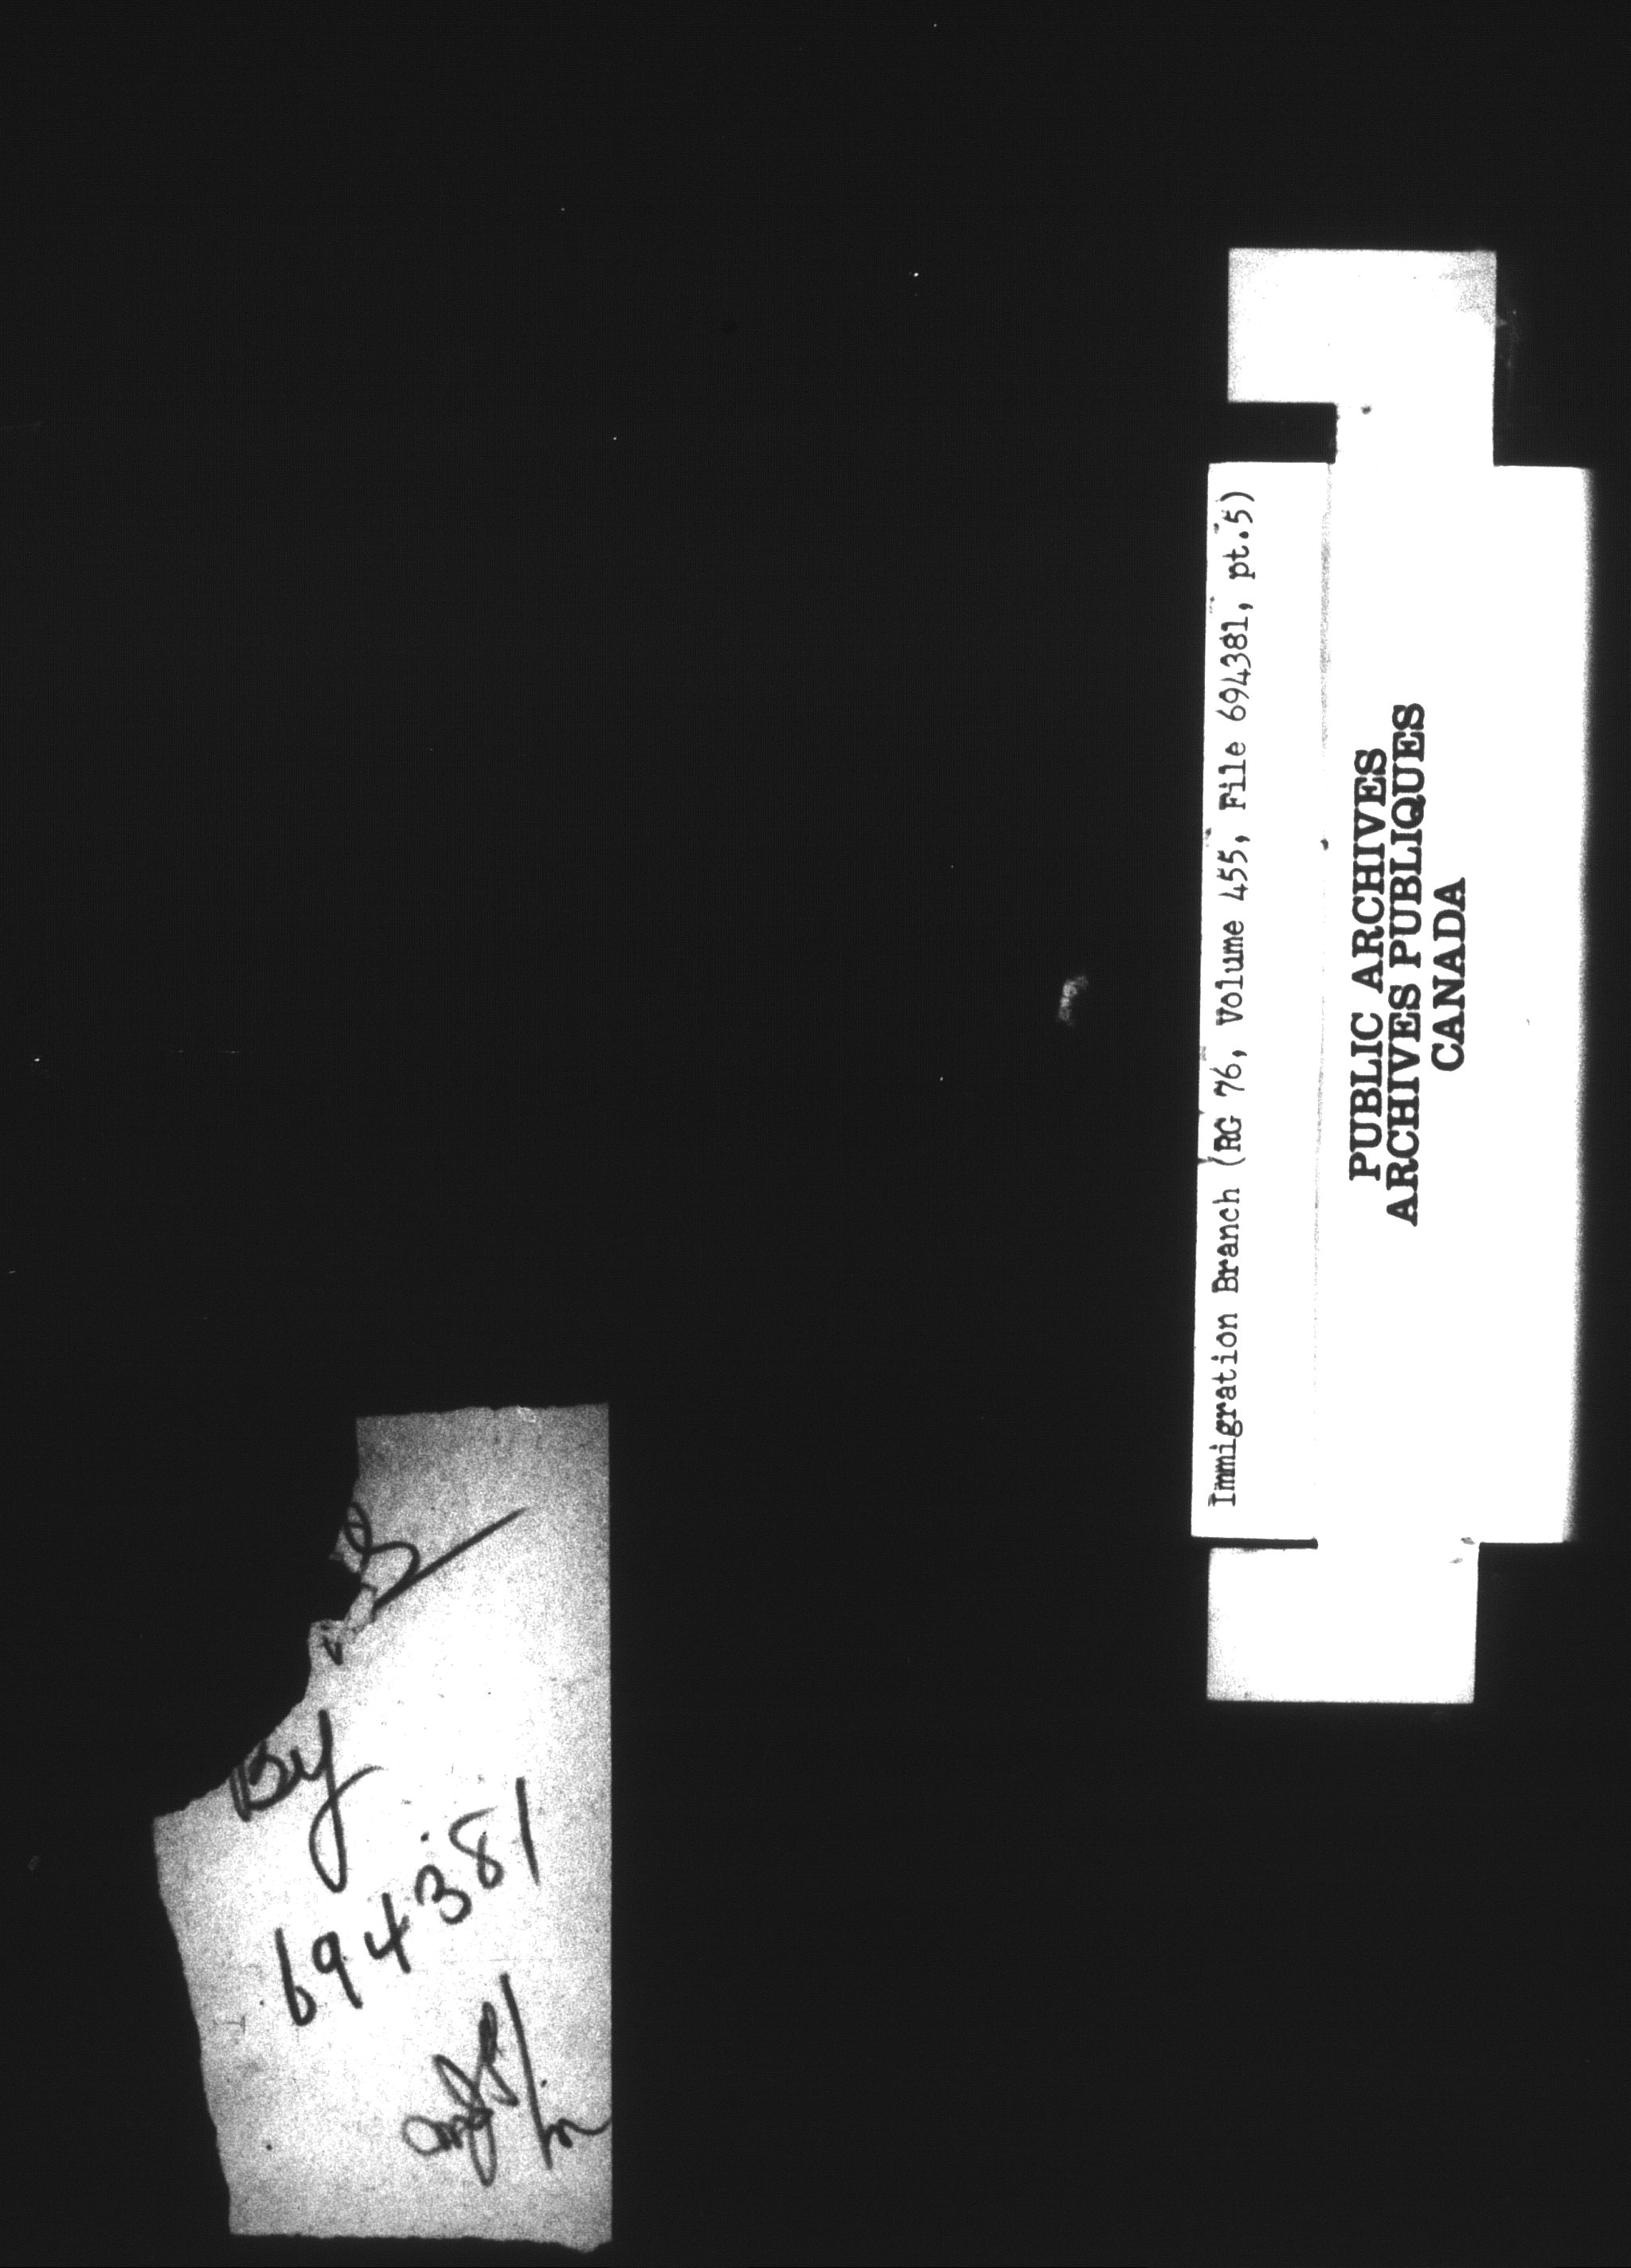 By
694381
Immigration Branch (RG 76, Volume 455, File 694381, pt.5)
PUBLIC ARCHIVES
ARCHIVES PUBLIQUES
CANADA